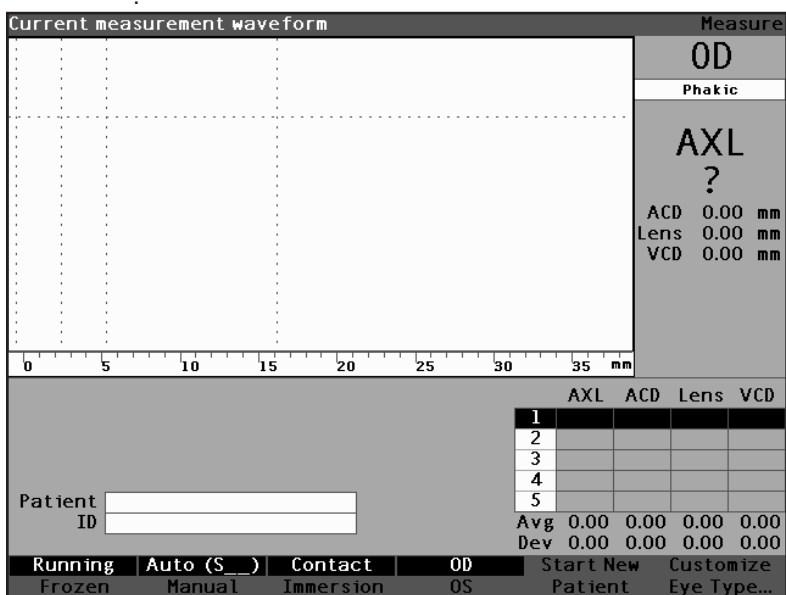 Current measurement waveform
Measure
OD
Phakic
AXL
?
ACD 0.00 mm
Lens 0.00 mm
VCD 0.00 mm
0 5 10 15 20 25 30 35 mm
AXL ACD Lens VCD
1
2
3
4
5
Patient
ID
Avg 0.00 0.00 0.00 0.00
Dev 0.00 0.00 0.00 0.00
Running Auto (S__) Contact OD Start New Customize
Frozen Manual Immersion OS Patient Eye Type...